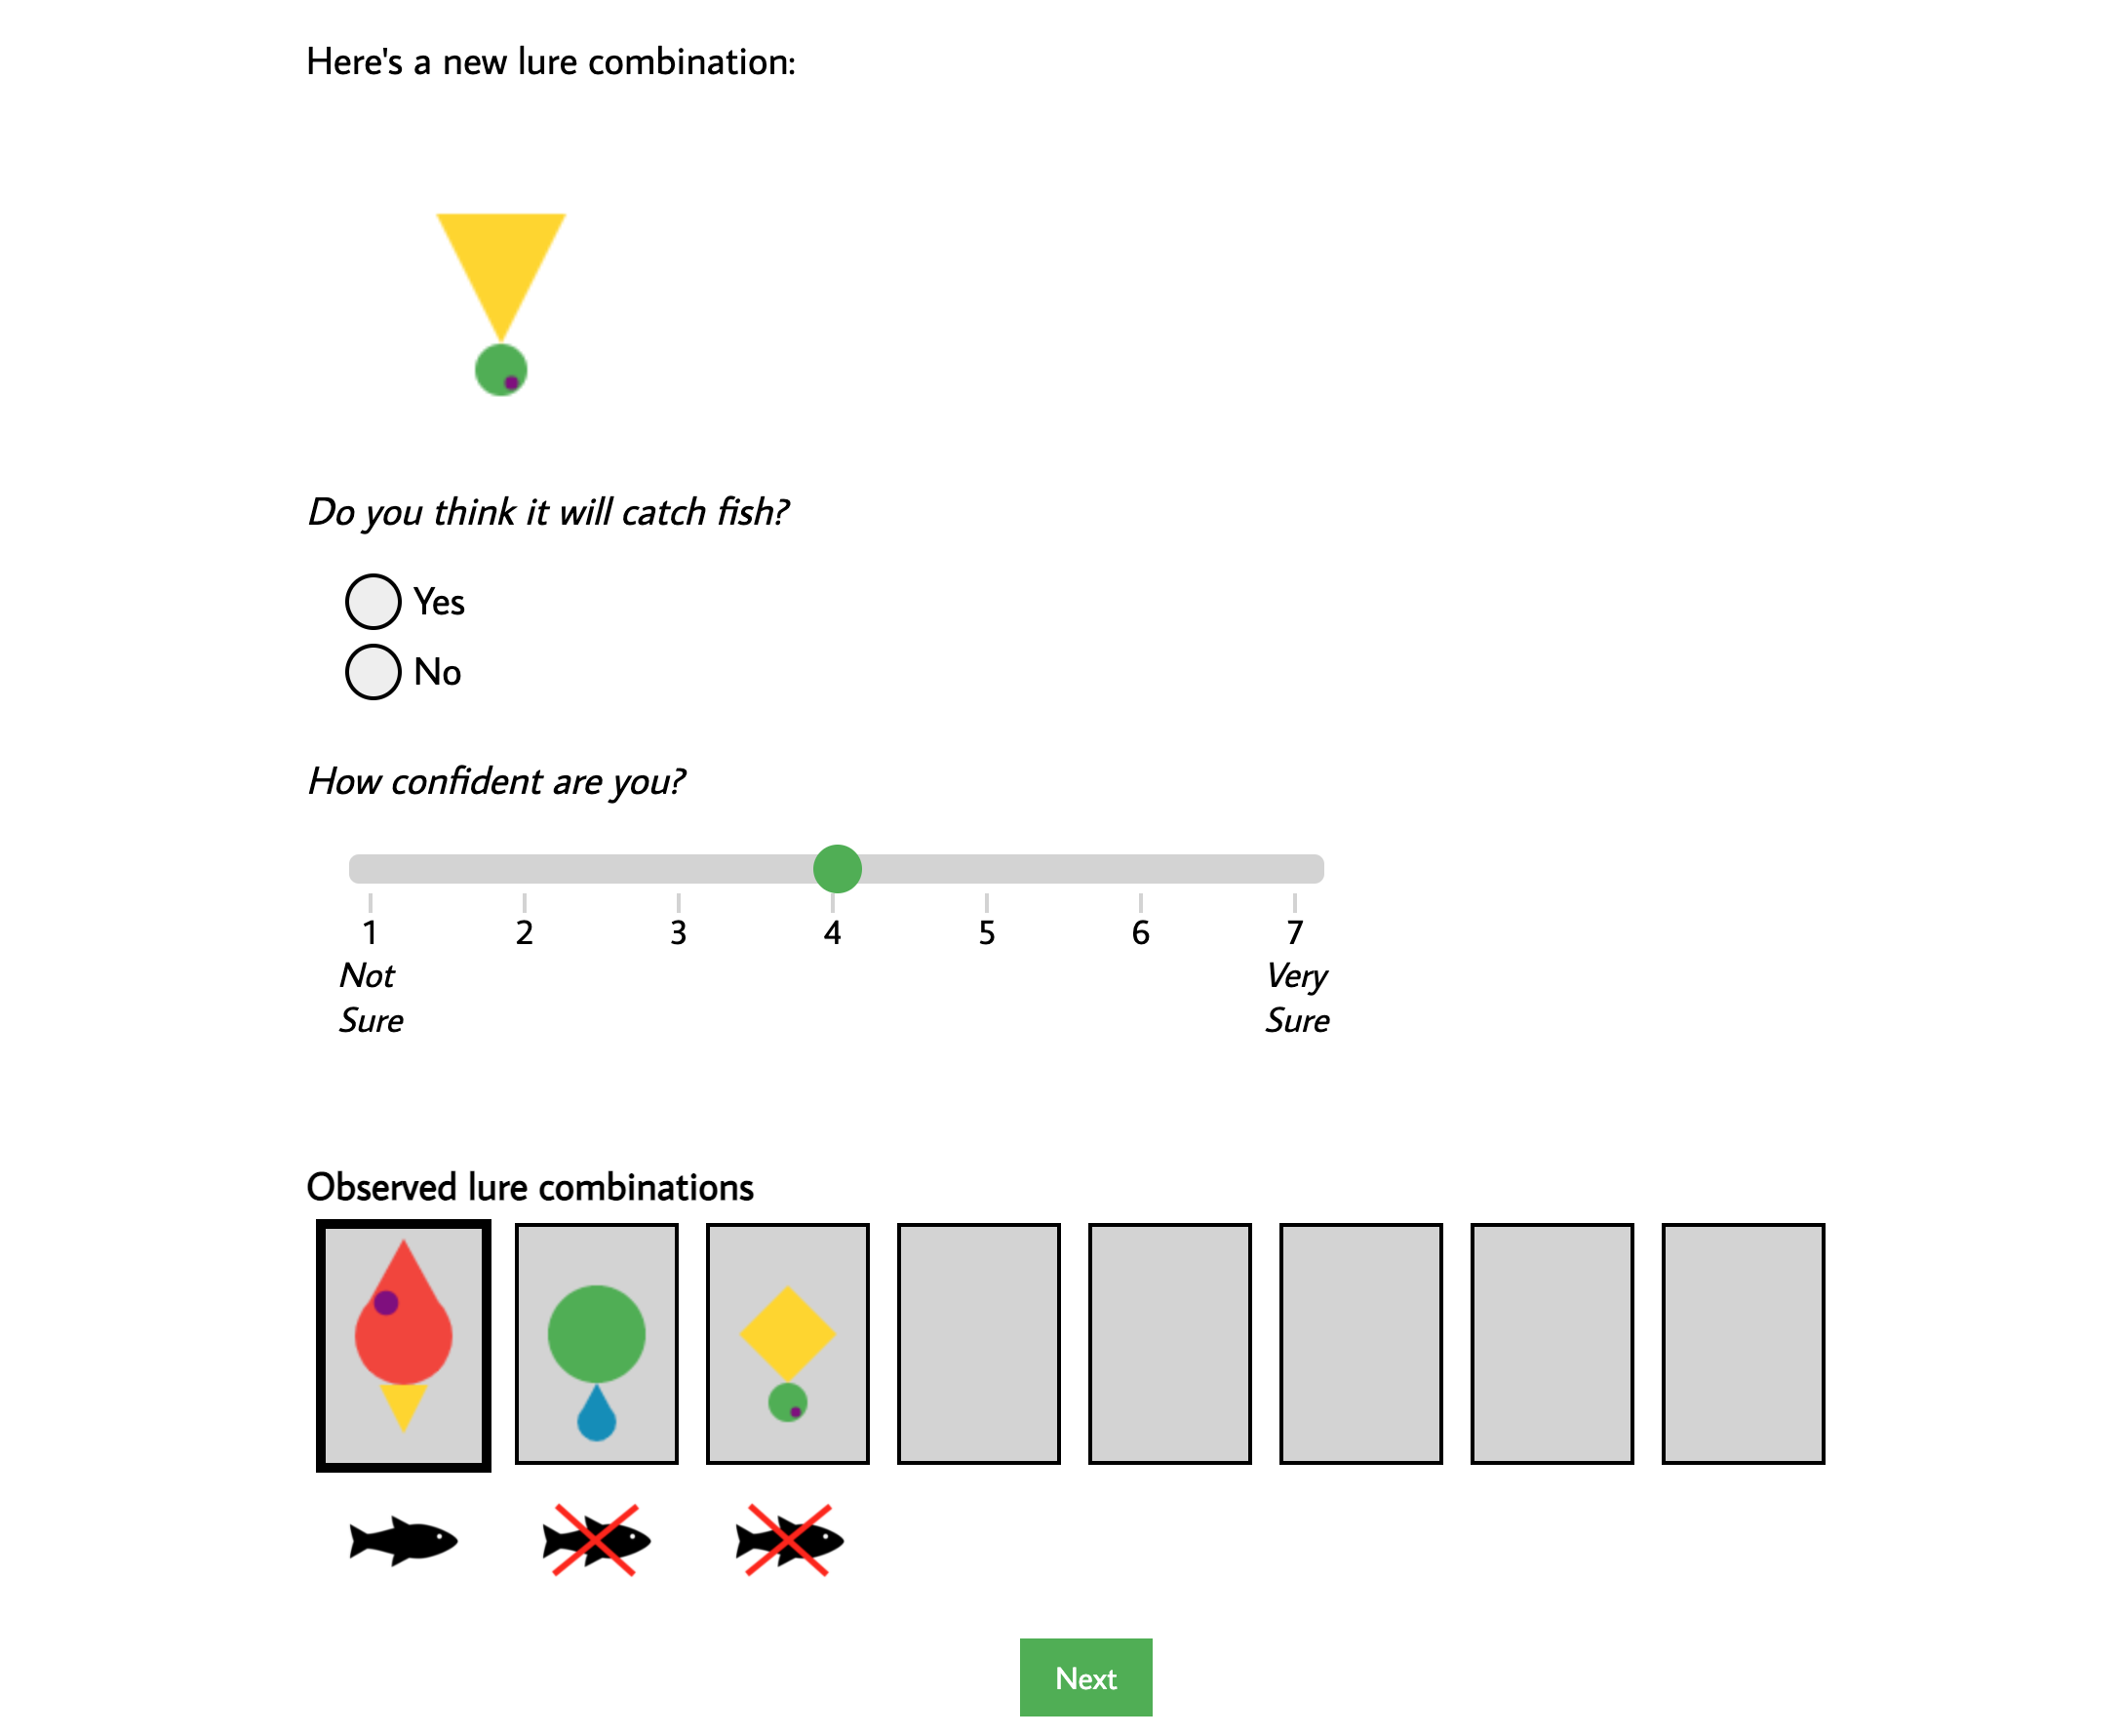 Here's a new lure combination:
Do you think it will catch fish?
Yes
No
How confident are you?
1 2 3 4 5 6 7
Not Very
Sure Sure
Observed lure combinations
Next